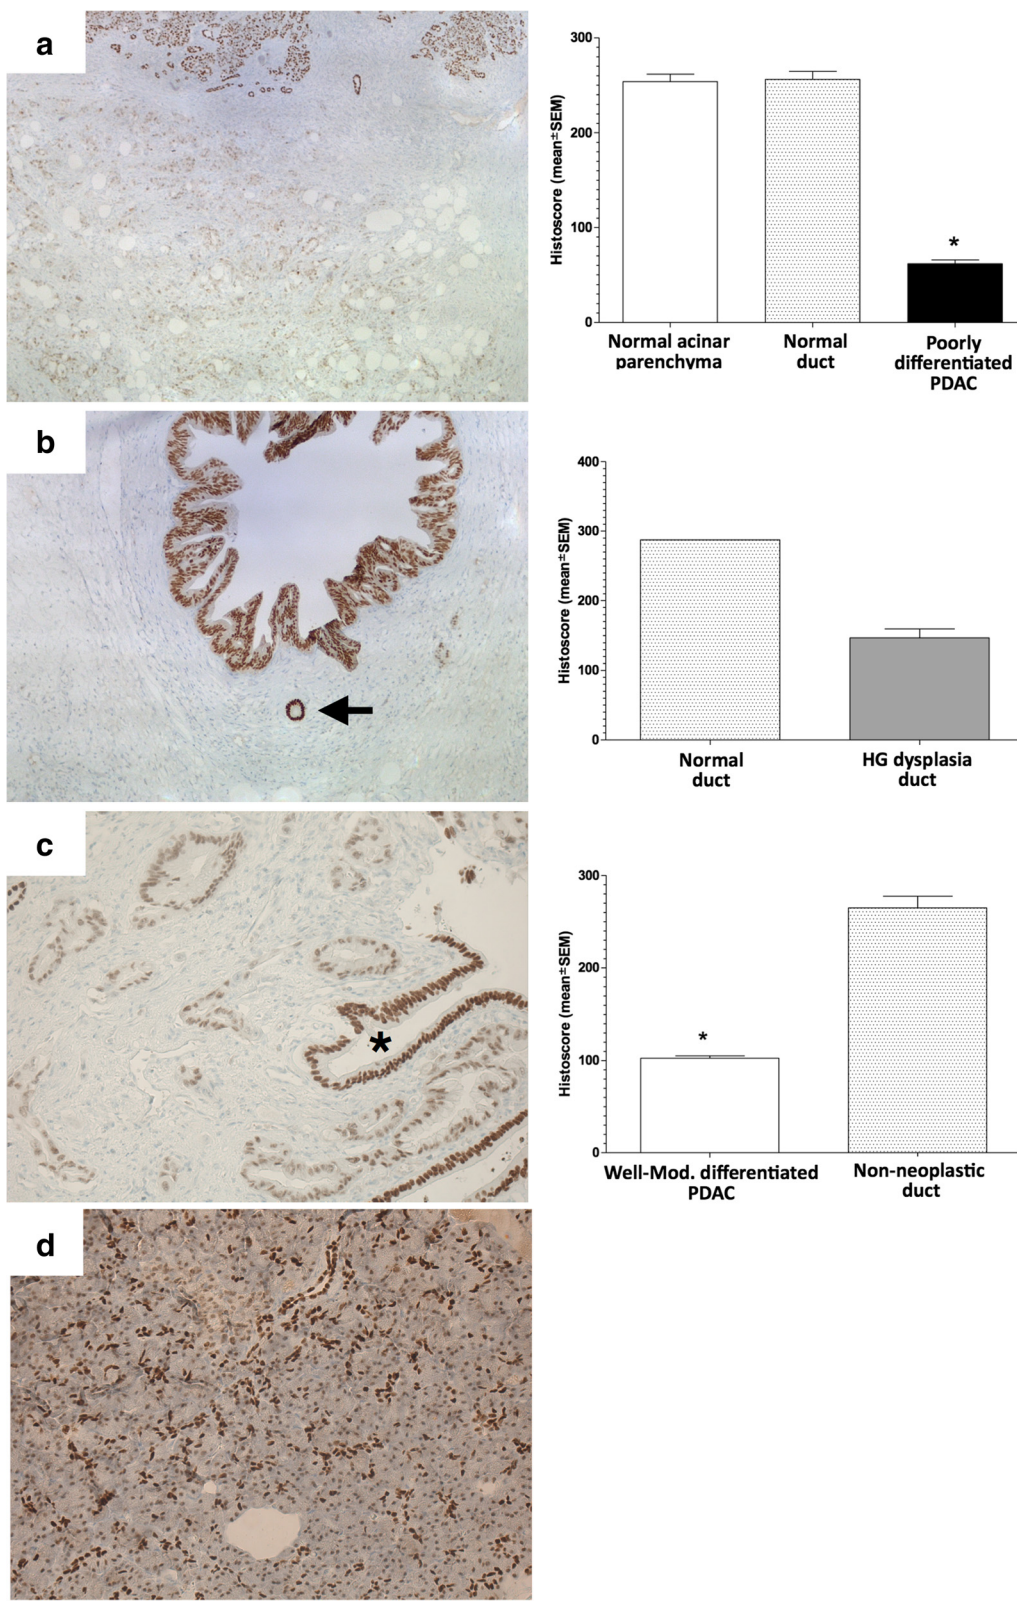 a
300
200
100
0
Histoscore (mean±SEM)
*
Normal acinar
parenchyma
Normal
duct
Poorly
differentiated
PDAC
b
400
300
200
100
0
Histoscore (mean±SEM)
Normal
duct
HG dysplasia
duct
c
*
300
200
100
0
Histoscore (mean±SEM)
*
Well-Mod. differentiated
PDAC
Non-neoplastic
duct
d